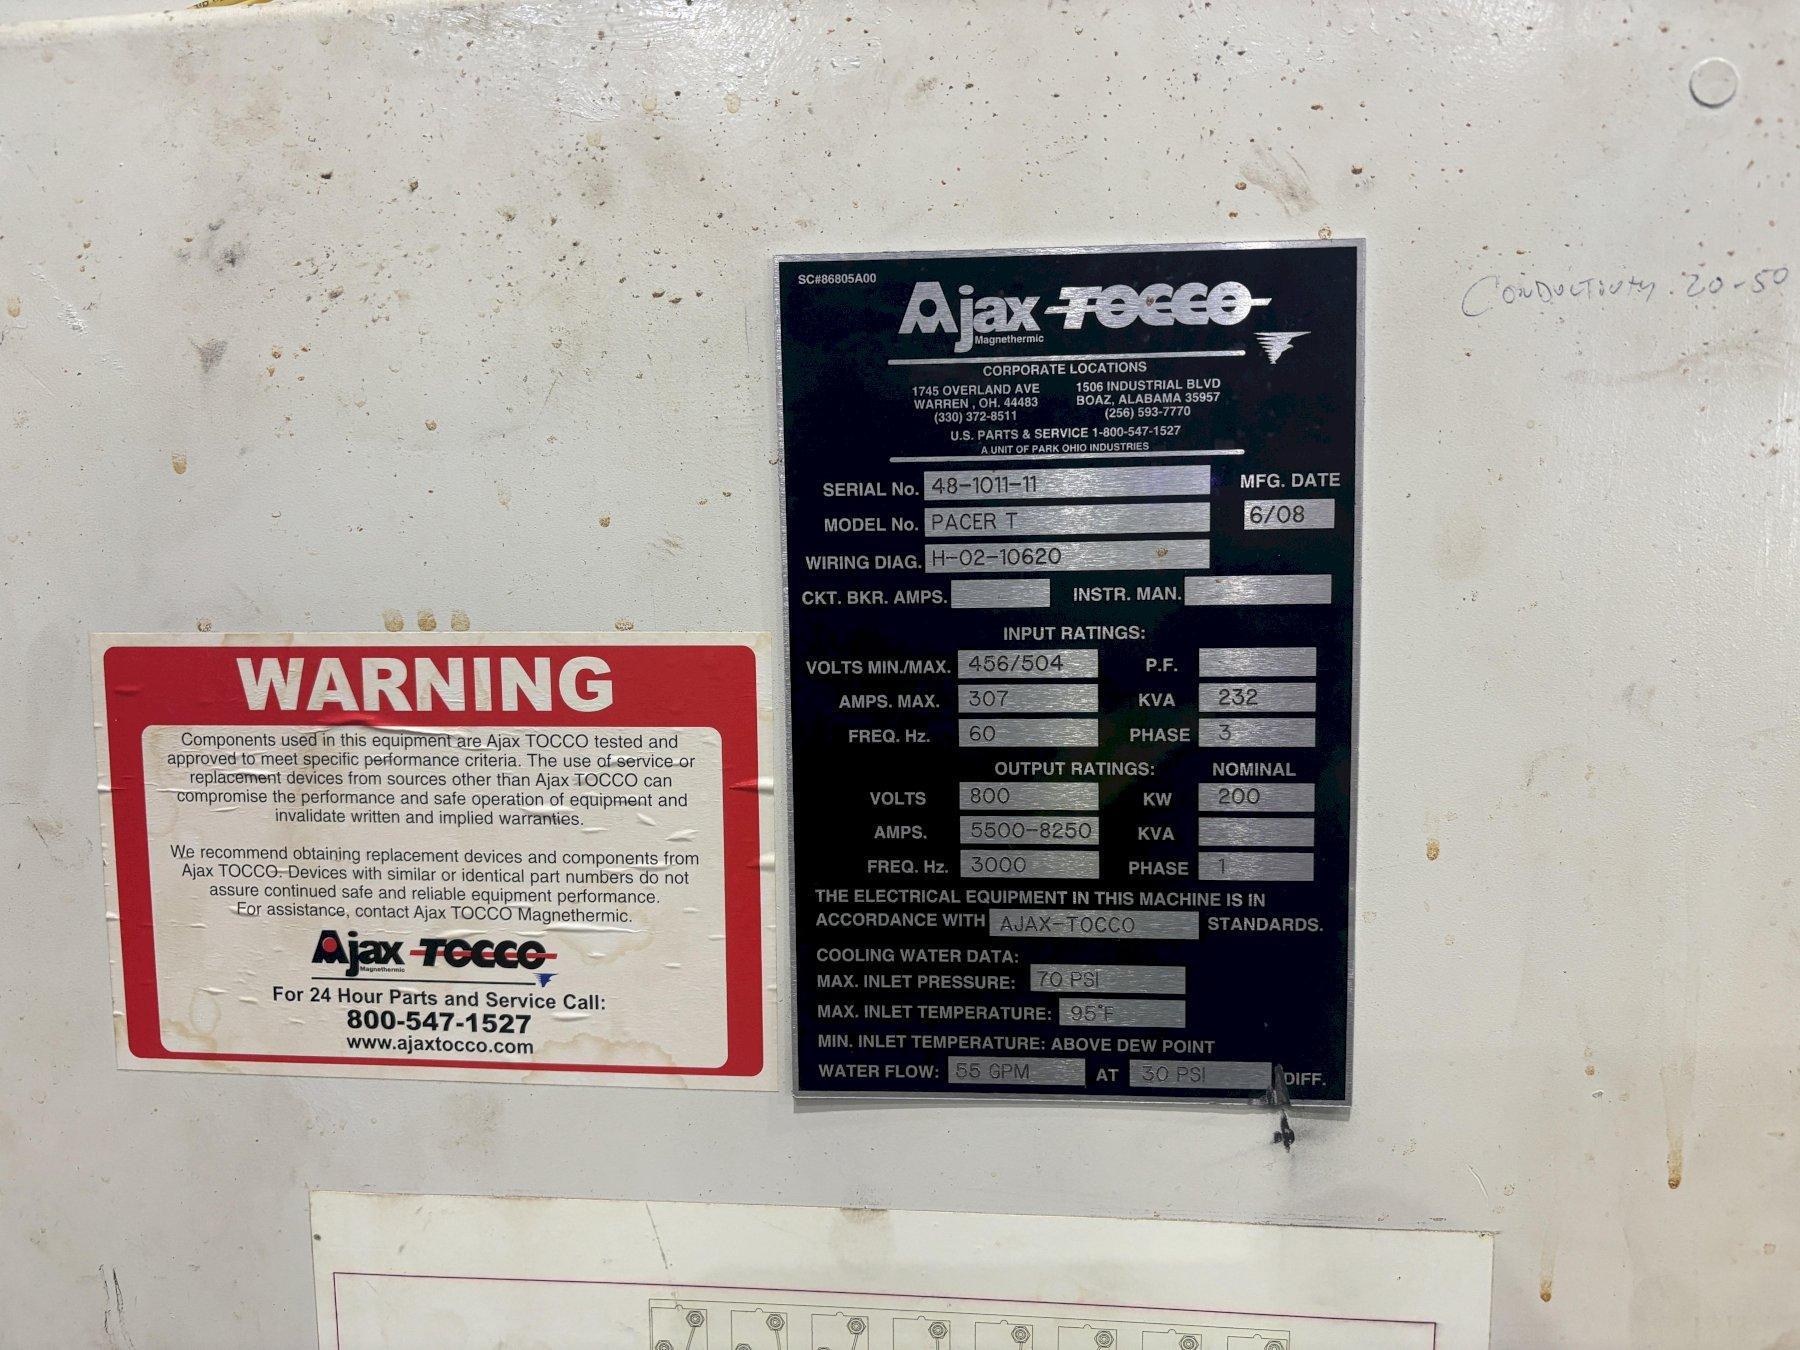 SC#86805A00
Ajax TOCCO
Magnethermic
CORPORATE LOCATIONS
1745 OVERLAND AVE 1506 INDUSTRIAL BLVD
WARREN , OH. 44483 BOAZ, ALABAMA 35957
(330) 372-8511 (256) 593-7770
U.S. PARTS & SERVICE 1-800-547-1527
A UNIT OF PARK OHIO INDUSTRIES
SERIAL No. 48-1011-11 MFG. DATE
MODEL No. PACER T 6/08
WIRING DIAG. H-02-10620
CKT. BKR. AMPS. INSTR. MAN.
INPUT RATINGS:
VOLTS MIN./MAX. 456/504 P.F.
AMPS. MAX. 307 KVA 232
FREQ. Hz. 60 PHASE 3
OUTPUT RATINGS: NOMINAL
VOLTS 800 KW 200
AMPS. 5500-8250 KVA
FREQ. Hz. 3000 PHASE 1
THE ELECTRICAL EQUIPMENT IN THIS MACHINE IS IN
ACCORDANCE WITH AJAX-TOCCO STANDARDS.
COOLING WATER DATA:
MAX. INLET PRESSURE: 70 PSI
MAX. INLET TEMPERATURE: 95°F
MIN. INLET TEMPERATURE: ABOVE DEW POINT
WATER FLOW: 55 GPM AT 30 PSI DIFF.
CONDUCTIVITY. 20-50
WARNING
Components used in this equipment are Ajax TOCCO tested and
approved to meet specific performance criteria. The use of service or
replacement devices from sources other than Ajax TOCCO can
compromise the performance and safe operation of equipment and
invalidate written and implied warranties.
We recommend obtaining replacement devices and components from
Ajax TOCCO. Devices with similar or identical part numbers do not
assure continued safe and reliable equipment performance.
For assistance, contact Ajax TOCCO Magnethermic.
Ajax TOCCO
Magnethermic
For 24 Hour Parts and Service Call:
800-547-1527
www.ajaxtocco.com